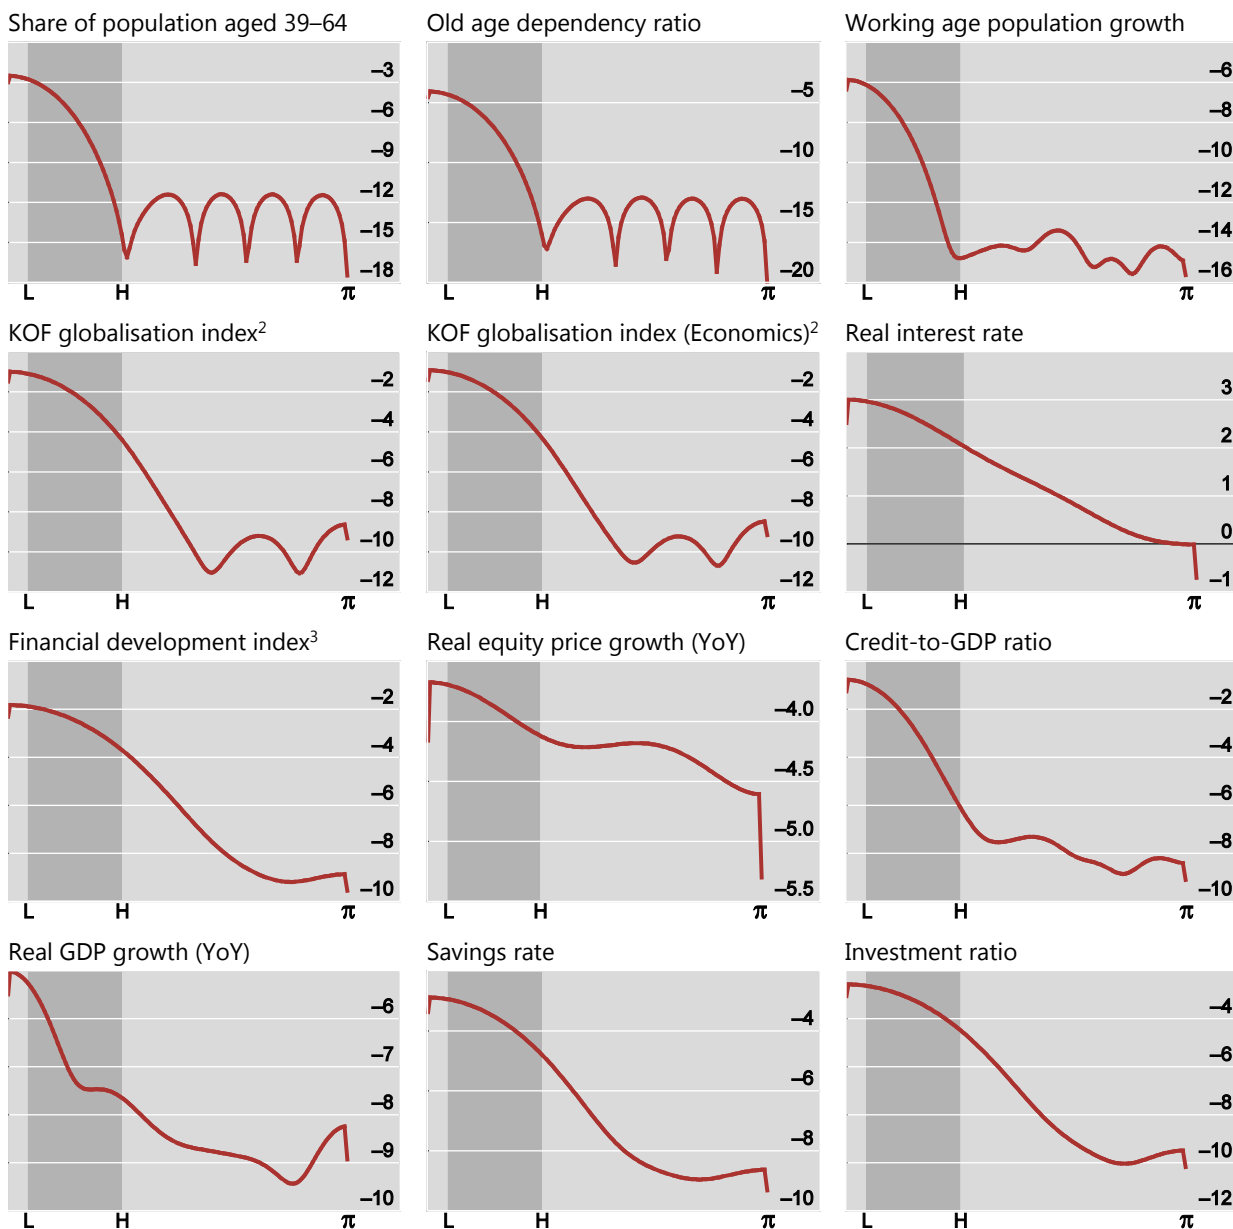 Share of population aged 39–64
–3
–6
–9
–12
–15
–18
L H π
Old age dependency ratio
–5
–10
–15
–20
L H π
Working age population growth
–6
–8
–10
–12
–14
–16
L H π
KOF globalisation index²
–2
–4
–6
–8
–10
–12
L H π
KOF globalisation index (Economics)²
–2
–4
–6
–8
–10
–12
L H π
Real interest rate
3
2
1
0
–1
L H π
Financial development index³
–2
–4
–6
–8
–10
L H π
Real equity price growth (YoY)
–4.0
–4.5
–5.0
–5.5
L H π
Credit-to-GDP ratio
–2
–4
–6
–8
–10
L H π
Real GDP growth (YoY)
–6
–7
–8
–9
–10
L H π
Savings rate
–4
–6
–8
–10
L H π
Investment ratio
–4
–6
–8
–10
–12
L H π